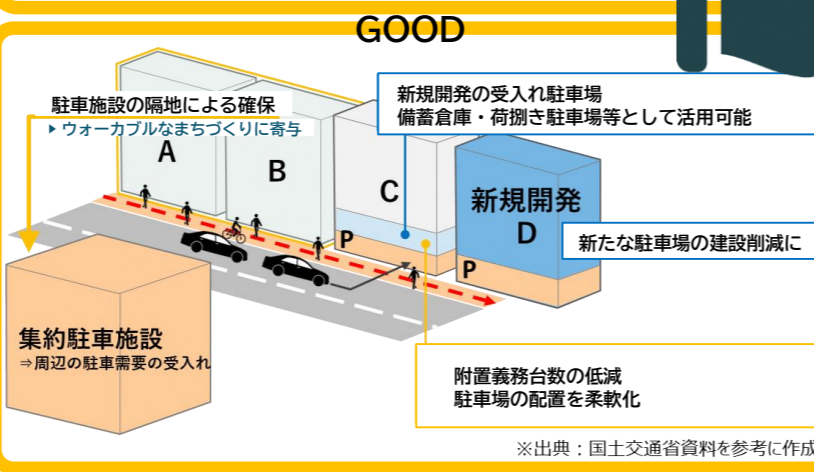 GOOD
駐車施設の隔地による確保
▶ ウォーカブルなまちづくりに寄与
新規開発の受入れ駐車場
備蓄倉庫・荷捌き駐車場等として活用可能
A
B
C
P
新規開発
D
P
新たな駐車場の建設削減に
集約駐車施設
⇒周辺の駐車需要の受入れ
附置義務台数の低減
駐車場の配置を柔軟化
※出典：国土交通省資料を参考に作成